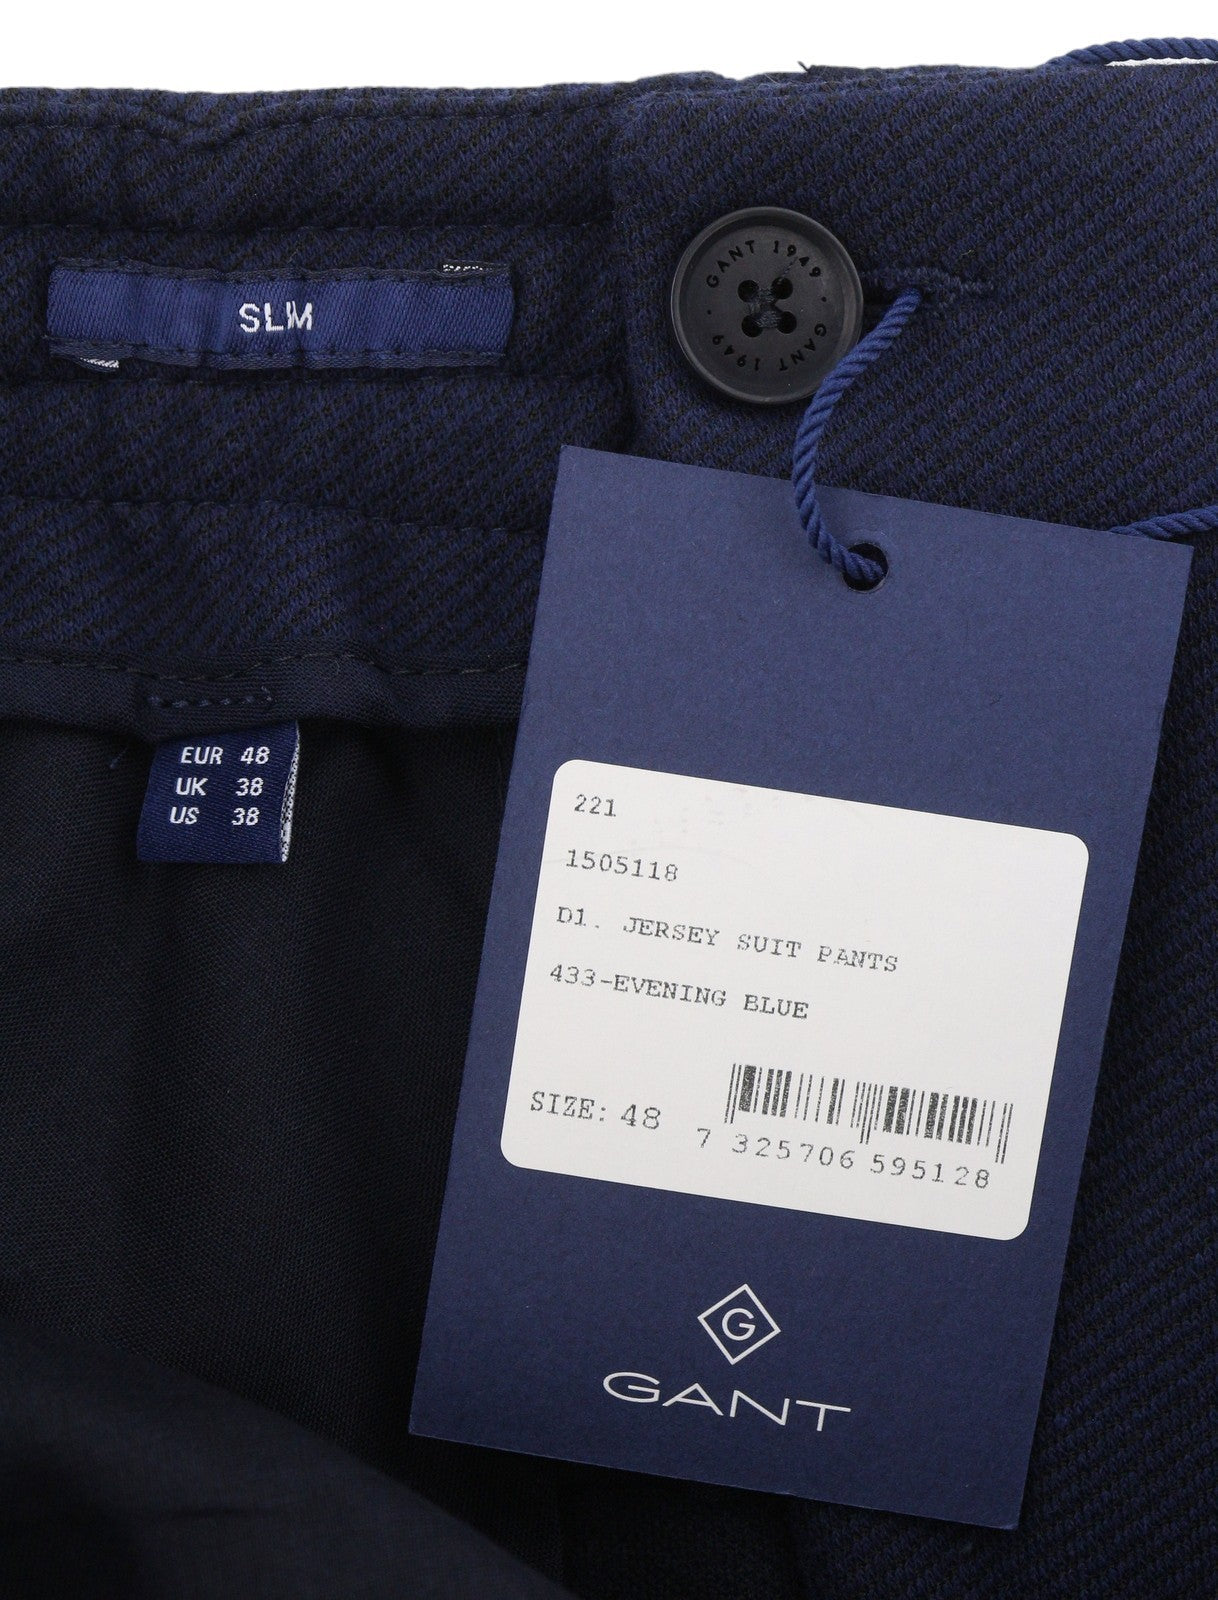 SLIM
GANT 1949 · GANT 1949 ·
EUR 48
UK 38
US 38
221
1505118
D1. JERSEY SUIT PANTS
433-EVENING BLUE
SIZE: 48
7 325706 595128
G
GANT